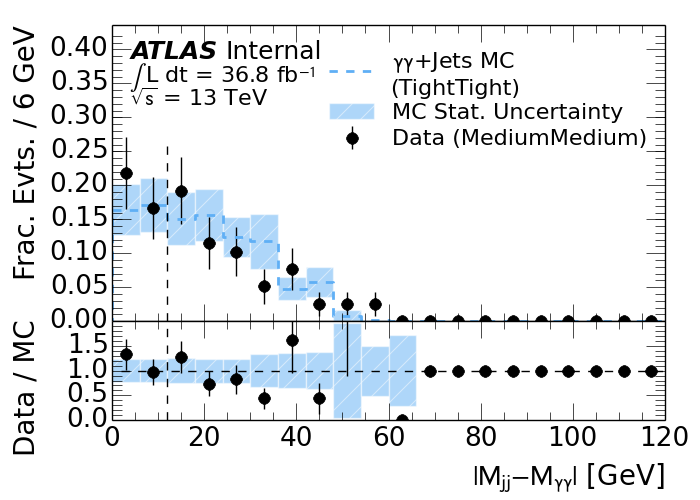 ATLAS Internal
∫L dt = 36.8 fb⁻¹
√s = 13 TeV
γγ+Jets MC
(TightTight)
MC Stat. Uncertainty
Data (MediumMedium)
Frac. Evts. / 6 GeV
0.40
0.35
0.30
0.25
0.20
0.15
0.10
0.05
0.00
Data / MC
1.5
1.0
0.5
0.0
0 20 40 60 80 100 120
|Mjj−Mγγ| [GeV]